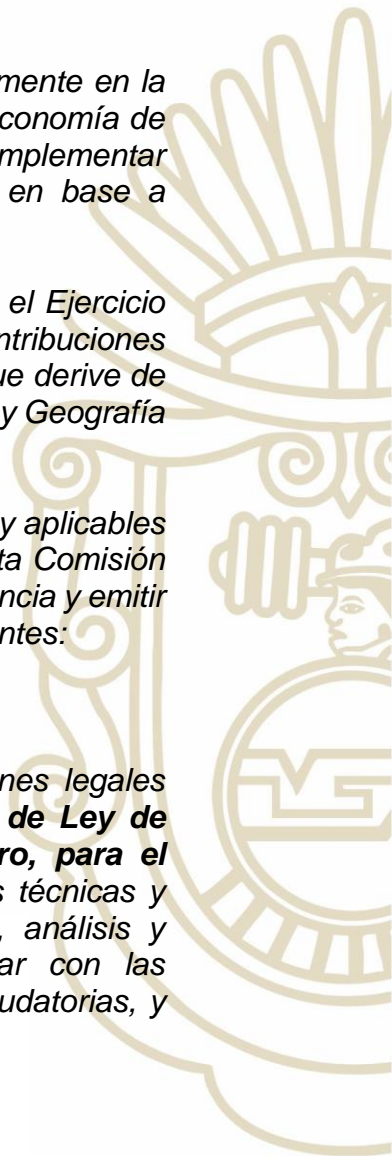 mente en la
conomía de
mplementar
en base a
el Ejercicio
ntribuciones
ue derive de
y Geografía
y aplicables
ta Comisión
ncia y emitir
ntes:
nes legales
de Ley de
ro, para el
s técnicas y
, análisis y
ar con las
udatorias, y